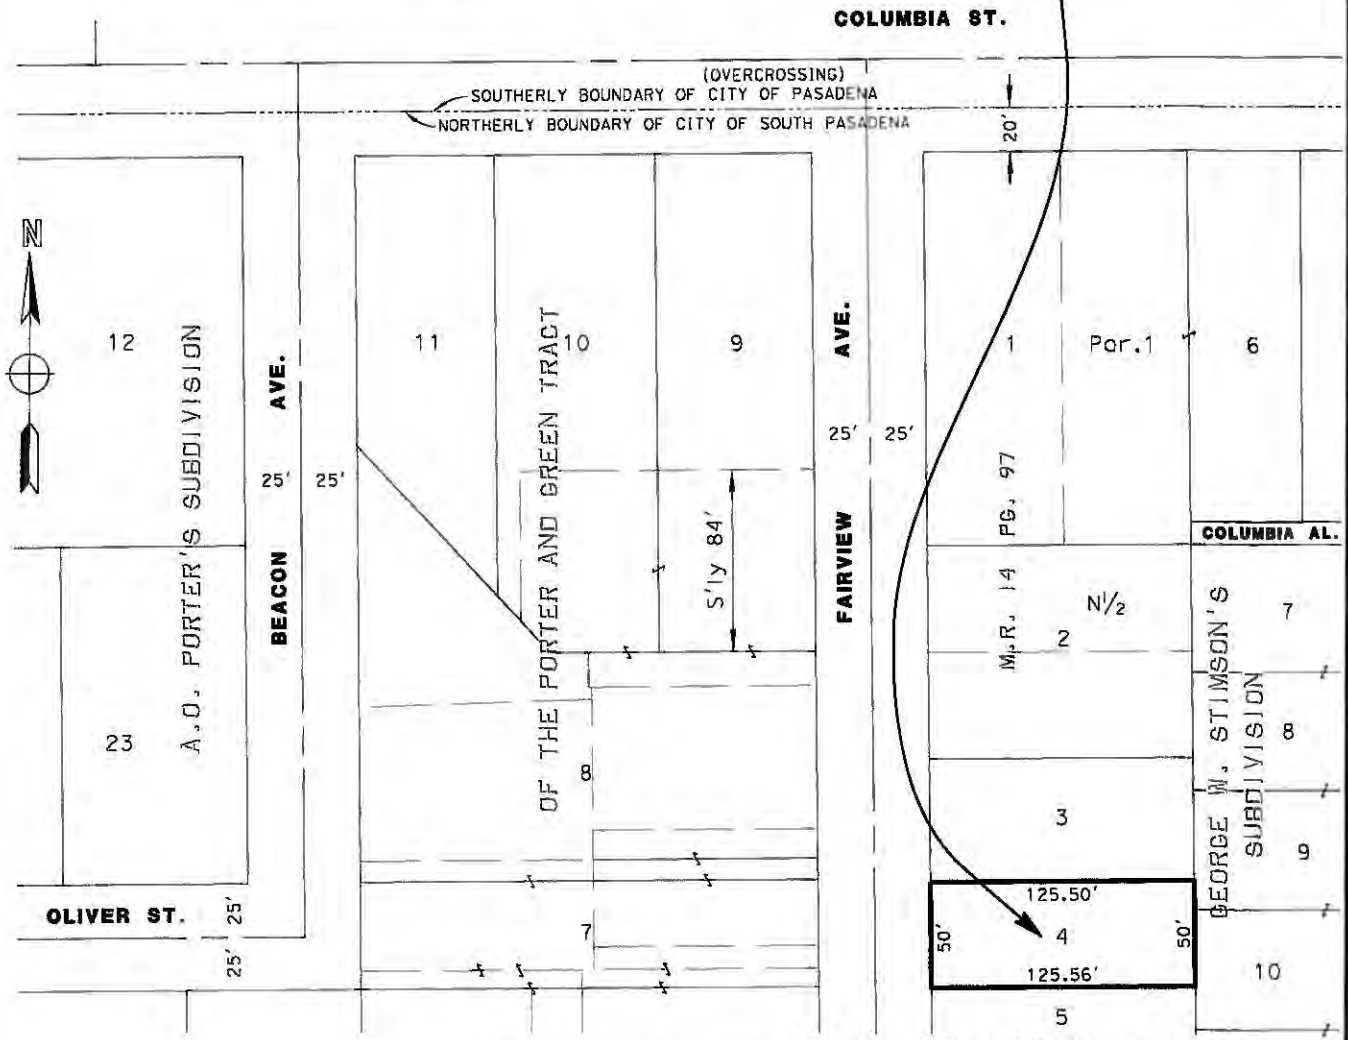 COLUMBIA ST.
(OVERCROSSING)
SOUTHERLY BOUNDARY OF CITY OF PASADENA
NORTHERLY BOUNDARY OF CITY OF SOUTH PASADENA
20'
N
12
A.O. PORTER'S SUBDIVISION
BEACON AVE.
25' 25'
11
10
9
OF THE PORTER AND GREEN TRACT
S'ly 84'
FAIRVIEW AVE.
25' 25'
1
Par.1
6
M.R. 14 PG. 97
COLUMBIA AL.
N1/2
2
7
GEORGE W. STIMSON'S
SUBDIVISION
8
23
8
3
9
OLIVER ST.
25'
25'
7
125.50'
50'
4
50'
125.56'
10
5